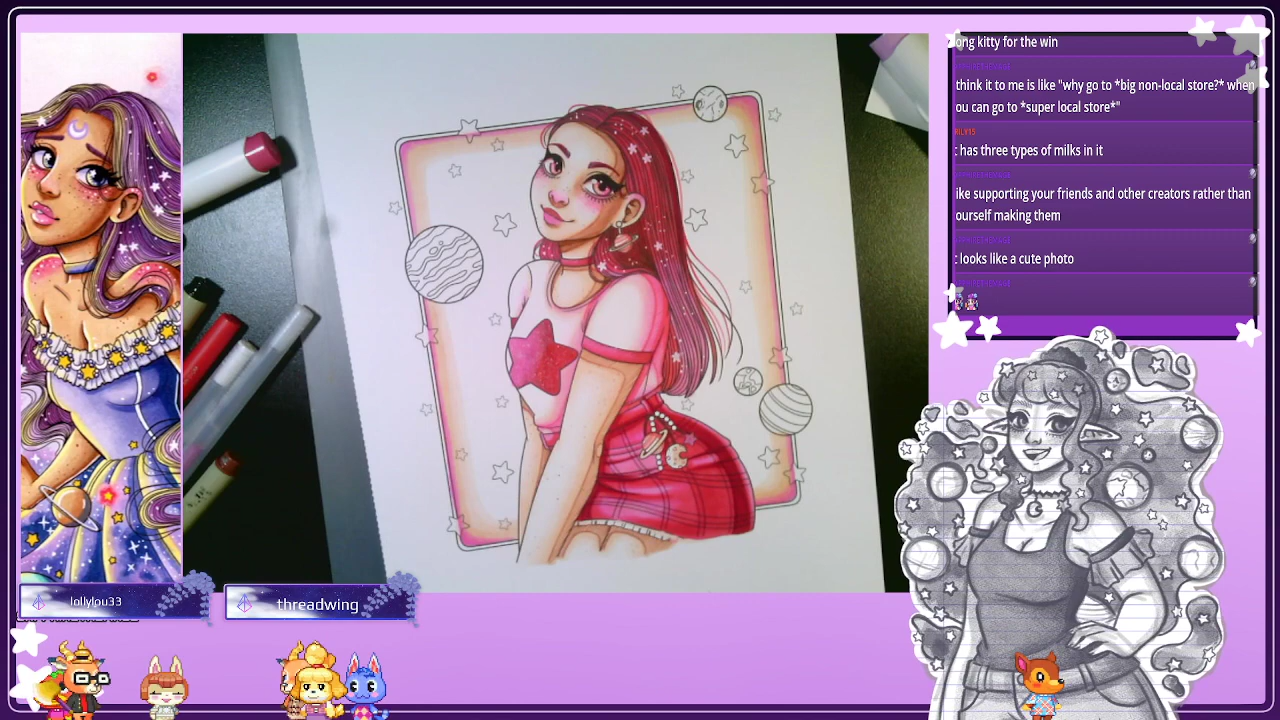 ong kitty for the win
think it to me is like "why go to *big non-local store?* when
ou can go to *super local store*"
KILY15
t has three types of milks in it
ike supporting your friends and other creators rather than
ourself making them
t looks like a cute photo
lollylou33
threadwing